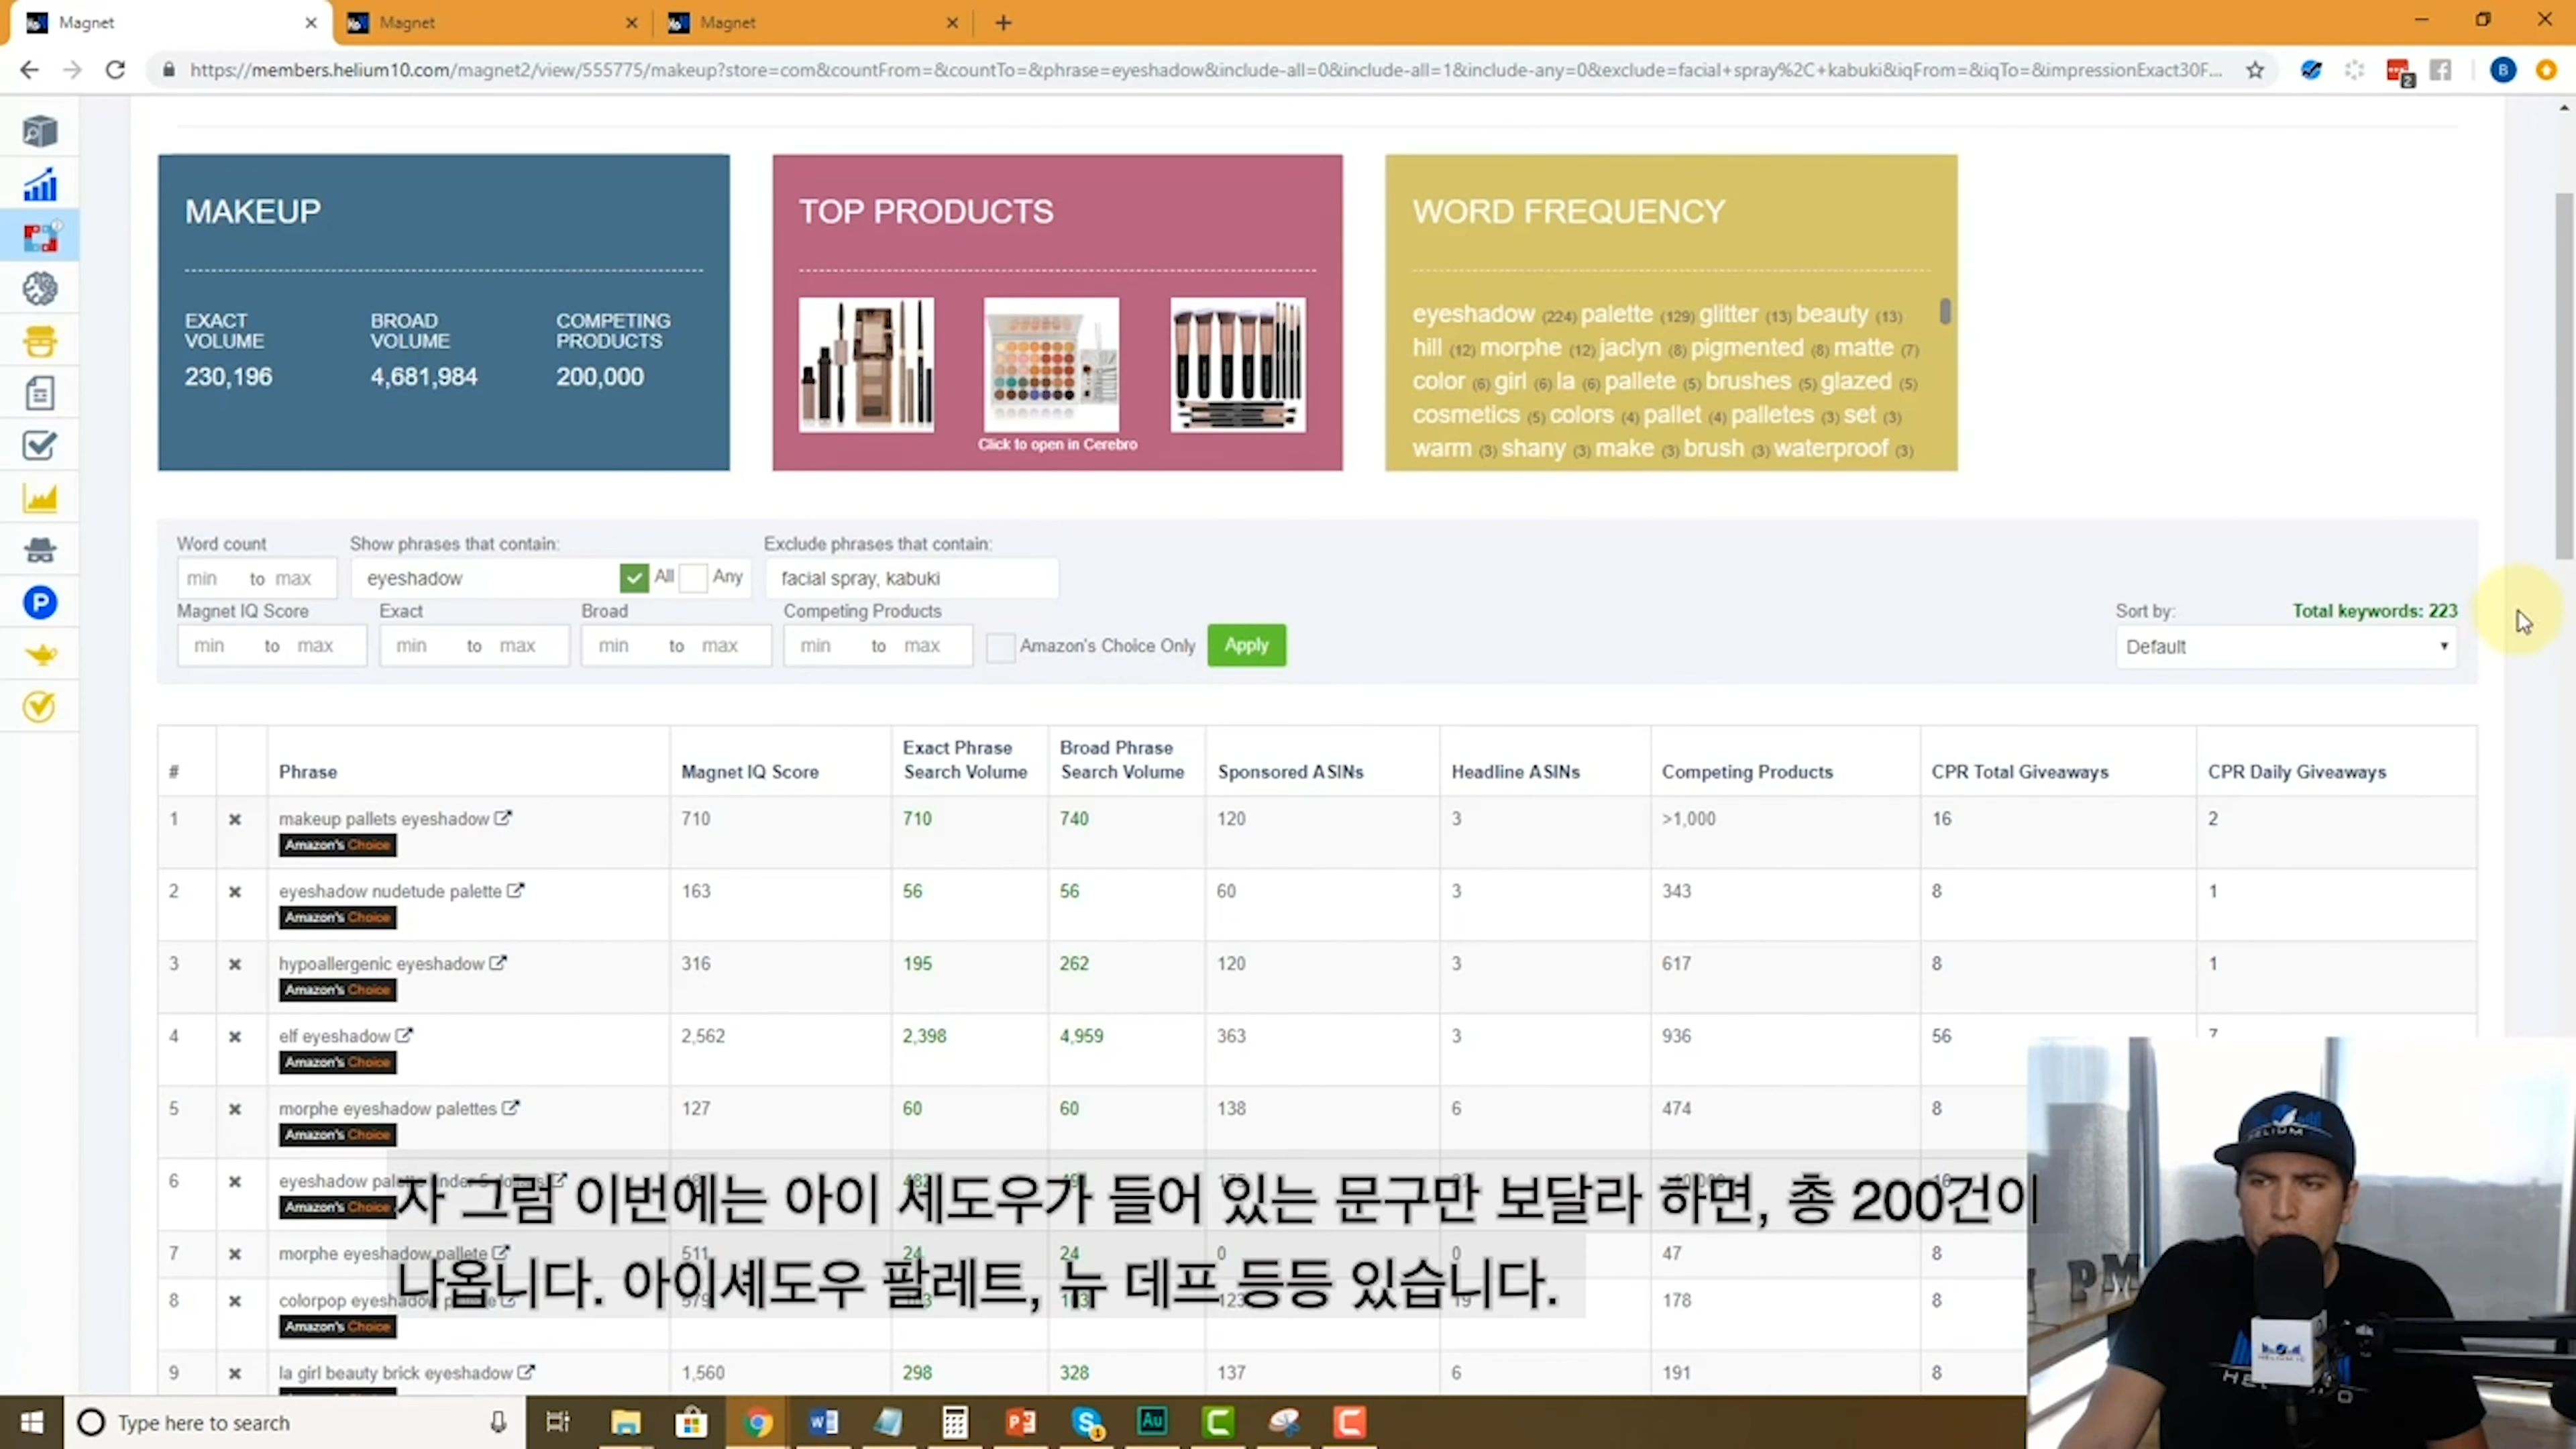 Magnet
Magnet
Magnet
https://members.helium10.com/magnet2/view/555775/makeup?store=com&countFrom=&countTo=&phrase=eyeshadow&include-all=0&include-all=1&include-any=0&exclude=facial+spray%2C+kabuki&iqFrom=&iqTo=&impressionExact30F...
2
B
MAKEUP
EXACT VOLUME
230,196
BROAD VOLUME
4,681,984
COMPETING PRODUCTS
200,000
TOP PRODUCTS
Click to open in Cerebro
WORD FREQUENCY
eyeshadow (224) palette (129) glitter (13) beauty (13)
hill (12) morphe (12) jaclyn (8) pigmented (8) matte (7)
color (6) girl (6) la (6) pallete (5) brushes (5) glazed (5)
cosmetics (5) colors (4) pallet (4) palletes (3) set (3)
warm (3) shany (3) make (3) brush (3) waterproof (3)
Word count
Show phrases that contain:
Exclude phrases that contain:
min to max
eyeshadow
All
Any
facial spray, kabuki
Magnet IQ Score
Exact
Broad
Competing Products
min to max
min to max
min to max
min to max
Amazon's Choice Only
Apply
Sort by:
Total keywords: 223
Default
# Phrase Magnet IQ Score Exact Phrase Search Volume Broad Phrase Search Volume Sponsored ASINs Headline ASINs Competing Products CPR Total Giveaways CPR Daily Giveaways
1 makeup pallets eyeshadow 710 710 740 120 3 >1,000 16 2
Amazon's Choice
2 eyeshadow nudetude palette 163 56 56 60 3 343 8 1
Amazon's Choice
3 hypoallergenic eyeshadow 316 195 262 120 3 617 8 1
Amazon's Choice
4 elf eyeshadow 2,562 2,398 4,959 363 3 936 56 7
Amazon's Choice
5 morphe eyeshadow palettes 127 60 60 138 6 474 8
Amazon's Choice
6 eyeshadow
Amazon's Choice
자 그럼 이번에는 아이 셰도우가 들어 있는 문구만 보달라 하면, 총 200건이
7 morphe eyeshadow pallete 511 24 24 0 0 47 8
나옵니다. 아이셰도우 팔레트, 뉴 데프 등등 있습니다.
8 colorpop 178 8
Amazon's Choice
9 la girl beauty brick eyeshadow 1,560 298 328 137 6 191 8
P
HELIUM
PM
HELIUM 10
Type here to search
Au